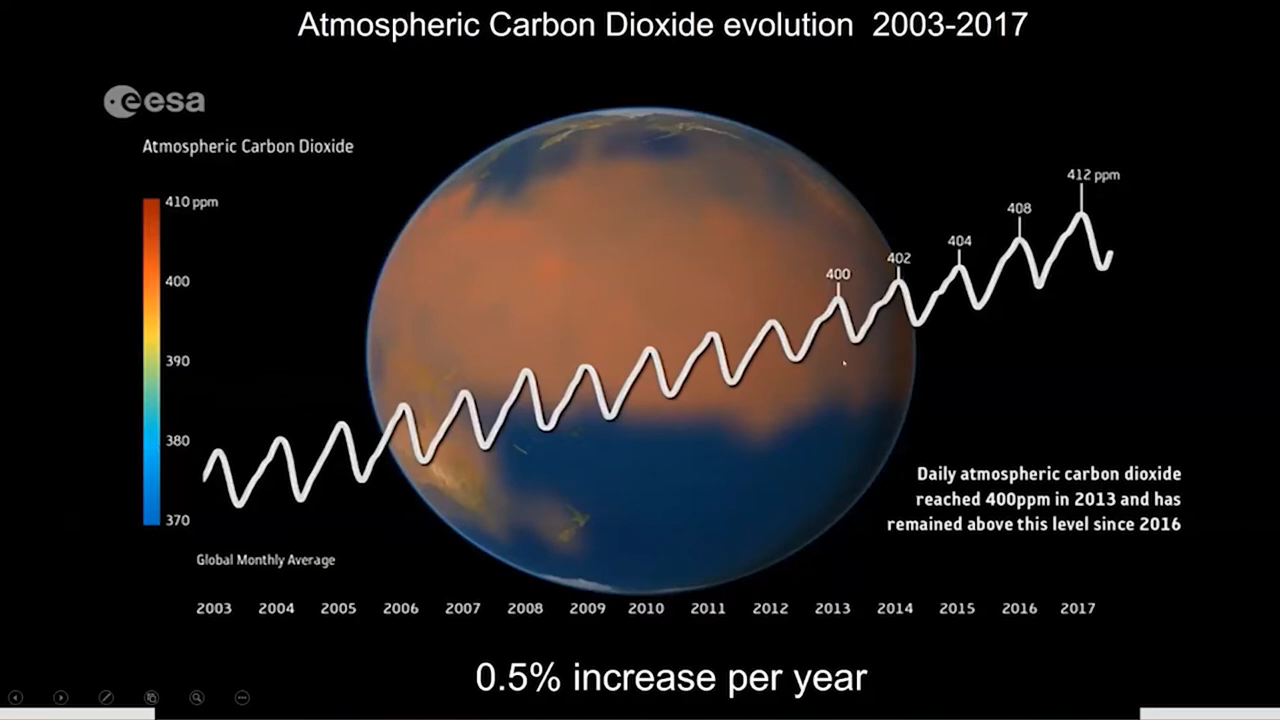 Atmospheric Carbon Dioxide evolution 2003-2017
esa
Atmospheric Carbon Dioxide
410 ppm
400
390
380
370
400
402
404
408
412 ppm
Daily atmospheric carbon dioxide
reached 400ppm in 2013 and has
remained above this level since 2016
Global Monthly Average
2003 2004 2005 2006 2007 2008 2009 2010 2011 2012 2013 2014 2015 2016 2017
0.5% increase per year